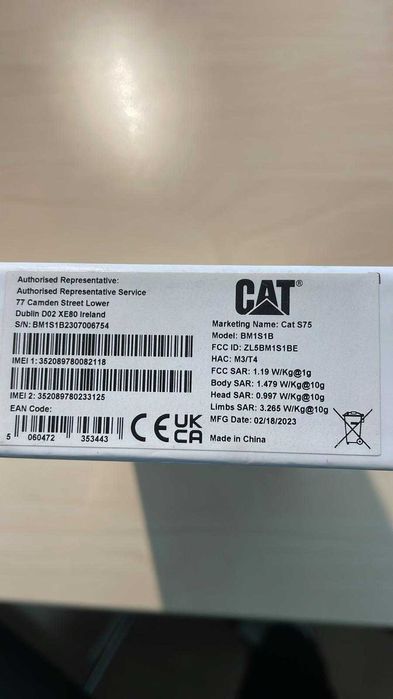 Authorised Representative:
Authorised Representative Service
77 Camden Street Lower
Dublin D02 XE80 Ireland
S/N: BM1S1B2307006754
IMEI 1: 352089780082118
IMEI 2: 352089780233125
EAN Code:
5 060472 353443
CE UK CA
CAT®
Marketing Name: Cat S75
Model: BM1S1B
FCC ID: ZL5BM1S1BE
HAC: M3/T4
FCC SAR: 1.19 W/Kg@1g
Body SAR: 1.479 W/Kg@10g
Head SAR: 0.997 W/Kg@10g
Limbs SAR: 3.265 W/Kg@10g
MFG Date: 02/18/2023
Made in China